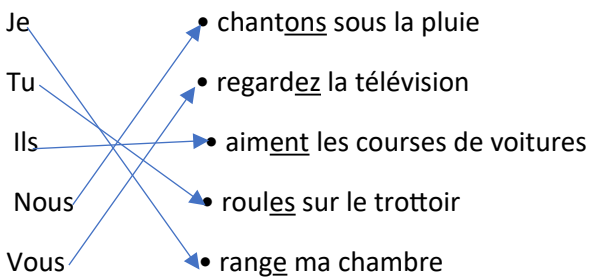 Je • chantons sous la pluie
Tu • regardez la télévision
Ils • aiment les courses de voitures
Nous • roules sur le trottoir
Vous • range ma chambre